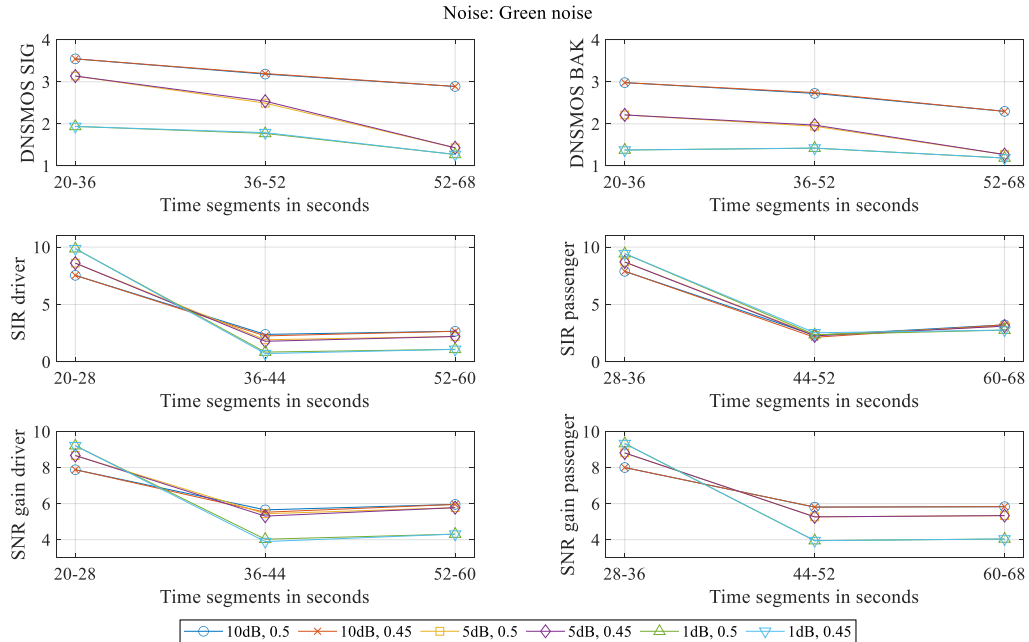 Noise: Green noise
DNSMOS SIG
4
3
2
1
20-36 36-52 52-68
Time segments in seconds
DNSMOS BAK
4
3
2
1
20-36 36-52 52-68
Time segments in seconds
SIR driver
10
5
0
20-28 36-44 52-60
Time segments in seconds
SIR passenger
10
5
0
28-36 44-52 60-68
Time segments in seconds
SNR gain driver
10
8
6
4
20-28 36-44 52-60
Time segments in seconds
SNR gain passenger
10
8
6
4
28-36 44-52 60-68
Time segments in seconds
10dB, 0.5 10dB, 0.45 5dB, 0.5 5dB, 0.45 1dB, 0.5 1dB, 0.45